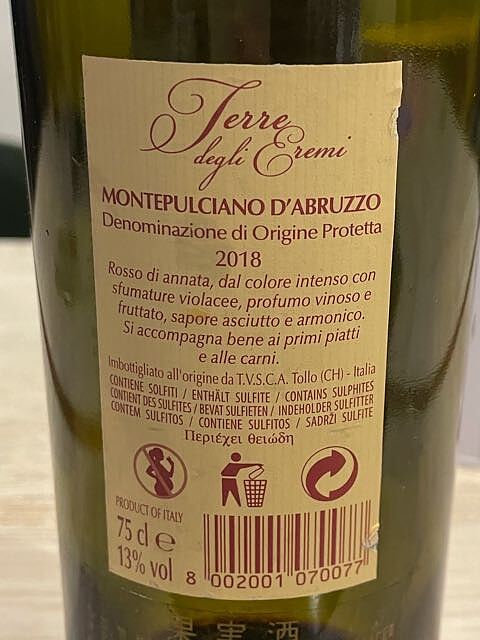 Terre
degli Eremi
MONTEPULCIANO D'ABRUZZO
Denominazione di Origine Protetta
2018
Rosso di annata, dal colore intenso con
sfumature violacee, profumo vinoso e
fruttato, sapore asciutto e armonico.
Si accompagna bene ai primi piatti
e alle carni.
Imbottigliato all'origine da T.V.S.C.A. Tollo (CH) - Italia
CONTIENE SOLFITI / ENTHÄLT SULFITE / CONTAINS SULPHITES
CONTIENT DES SULFITES / BEVAT SULFIETEN / INDEHOLDER SULFITTER
CONTEM SULFITOS / CONTIENE SULFITOS / SADRŽI SULFITE
Περιέχει θειώδη
PRODUCT OF ITALY
75 cl e
13% vol
8 002001 070077
果実酒